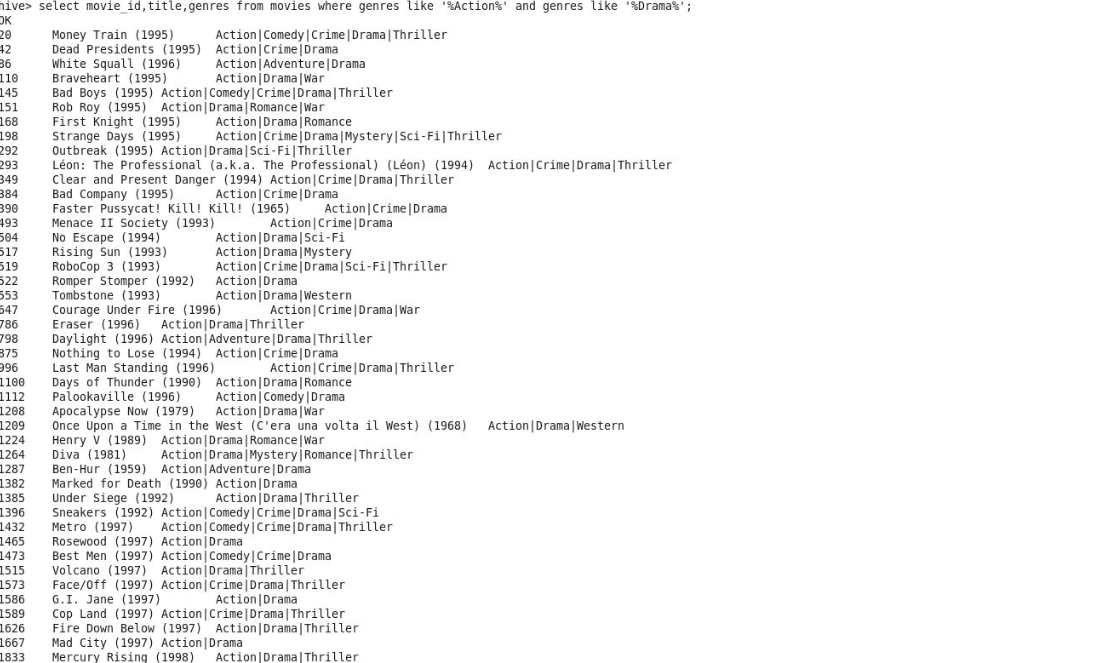 hive> select movie_id,title,genres from movies where genres like '%Action%' and genres like '%Drama%';
OK
20 Money Train (1995) Action|Comedy|Crime|Drama|Thriller
42 Dead Presidents (1995) Action|Crime|Drama
86 White Squall (1996) Action|Adventure|Drama
110 Braveheart (1995) Action|Drama|War
145 Bad Boys (1995) Action|Comedy|Crime|Drama|Thriller
151 Rob Roy (1995) Action|Drama|Romance|War
168 First Knight (1995) Action|Drama|Romance
198 Strange Days (1995) Action|Crime|Drama|Mystery|Sci-Fi|Thriller
292 Outbreak (1995) Action|Drama|Sci-Fi|Thriller
293 Léon: The Professional (a.k.a. The Professional) (Léon) (1994) Action|Crime|Drama|Thriller
349 Clear and Present Danger (1994) Action|Crime|Drama|Thriller
384 Bad Company (1995) Action|Crime|Drama
390 Faster Pussycat! Kill! Kill! (1965) Action|Crime|Drama
493 Menace II Society (1993) Action|Crime|Drama
504 No Escape (1994) Action|Drama|Sci-Fi
517 Rising Sun (1993) Action|Drama|Mystery
519 RoboCop 3 (1993) Action|Crime|Drama|Sci-Fi|Thriller
522 Romper Stomper (1992) Action|Drama
553 Tombstone (1993) Action|Drama|Western
647 Courage Under Fire (1996) Action|Crime|Drama|War
786 Eraser (1996) Action|Drama|Thriller
798 Daylight (1996) Action|Adventure|Drama|Thriller
875 Nothing to Lose (1994) Action|Crime|Drama
996 Last Man Standing (1996) Action|Crime|Drama|Thriller
1100 Days of Thunder (1990) Action|Drama|Romance
1112 Palookaville (1996) Action|Comedy|Drama
1208 Apocalypse Now (1979) Action|Drama|War
1209 Once Upon a Time in the West (C'era una volta il West) (1968) Action|Drama|Western
1224 Henry V (1989) Action|Drama|Romance|War
1264 Diva (1981) Action|Drama|Mystery|Romance|Thriller
1287 Ben-Hur (1959) Action|Adventure|Drama
1382 Marked for Death (1990) Action|Drama
1385 Under Siege (1992) Action|Drama|Thriller
1396 Sneakers (1992) Action|Comedy|Crime|Drama|Sci-Fi
1432 Metro (1997) Action|Comedy|Crime|Drama|Thriller
1465 Rosewood (1997) Action|Drama
1473 Best Men (1997) Action|Comedy|Crime|Drama
1515 Volcano (1997) Action|Drama|Thriller
1573 Face/Off (1997) Action|Crime|Drama|Thriller
1586 G.I. Jane (1997) Action|Drama
1589 Cop Land (1997) Action|Crime|Drama|Thriller
1626 Fire Down Below (1997) Action|Drama|Thriller
1667 Mad City (1997) Action|Drama
1833 Mercury Rising (1998) Action|Drama|Thriller